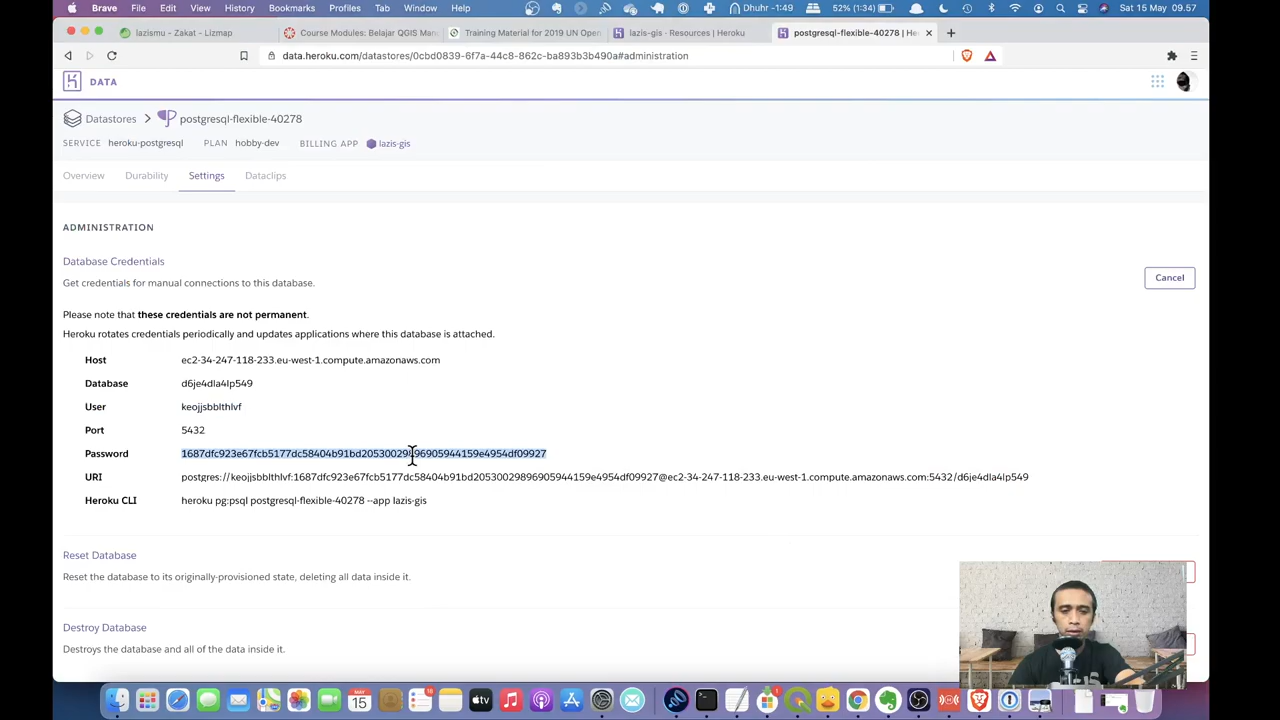 Brave File Edit View History Bookmarks Profiles Tab Window Help Dhuhr -149 52% (1:34) Sat 15 May 09.57
lazismu - Zakat - Lizmap Course Modules: Belajar QGIS Man Training Material for 2019 UN Open lazis-gis · Resources | Heroku postgresql-flexible-40278 | He
data.heroku.com/datastores/0cbd0839-6f7a-44c8-862c-ba893b3b490a#administration
DATA
Datastores > postgresql-flexible-40278
SERVICE heroku-postgresql PLAN hobby-dev BILLING APP lazis-gis
Overview Durability Settings Dataclips
ADMINISTRATION
Database Credentials
Get credentials for manual connections to this database.
Cancel
Please note that these credentials are not permanent.
Heroku rotates credentials periodically and updates applications where this database is attached.
Host ec2-34-247-118-233.eu-west-1.compute.amazonaws.com
Database d6je4dla4lp549
User keojjsbblthlvf
Port 5432
Password 1687dfc923e67fcb5177dc58404b91bd20530029896905944159e4954df09927
URI postgres://keojjsbblthlvf:1687dfc923e67fcb5177dc58404b91bd20530029896905944159e4954df09927@ec2-34-247-118-233.eu-west-1.compute.amazonaws.com:5432/d6je4dla4lp549
Heroku CLI heroku pg:psql postgresql-flexible-40278 --app lazis-gis
Reset Database
Reset the database to its originally-provisioned state, deleting all data inside it.
Destroy Database
Destroys the database and all of the data inside it.